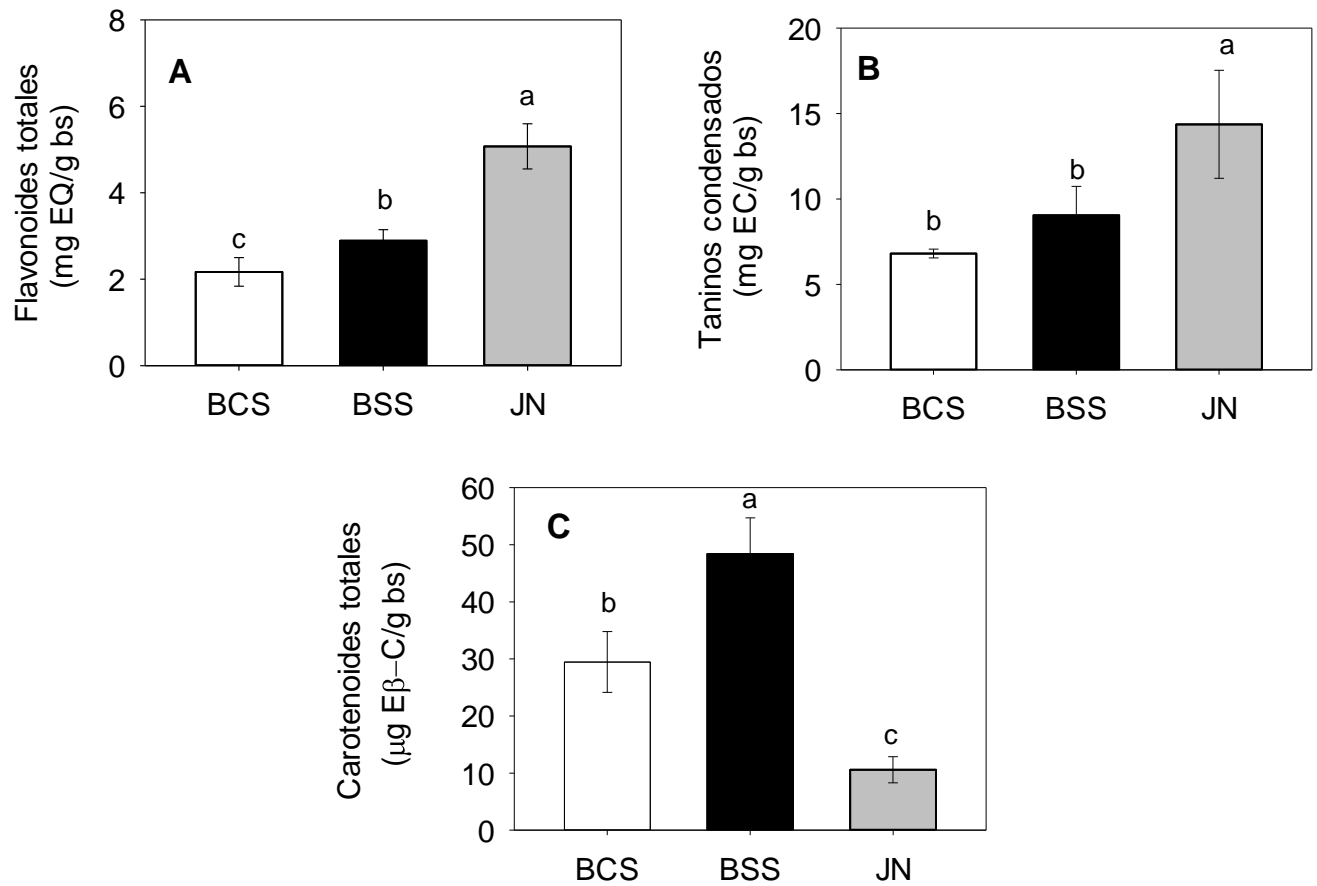 A
Flavonoides totales
(mg EQ/g bs)
8
6
4
2
0
c
b
a
BCS BSS JN
B
Taninos condensados
(mg EC/g bs)
20
15
10
5
0
b
b
a
BCS BSS JN
C
Carotenoides totales
(μg Eβ−C/g bs)
60
50
40
30
20
10
0
b
a
c
BCS BSS JN